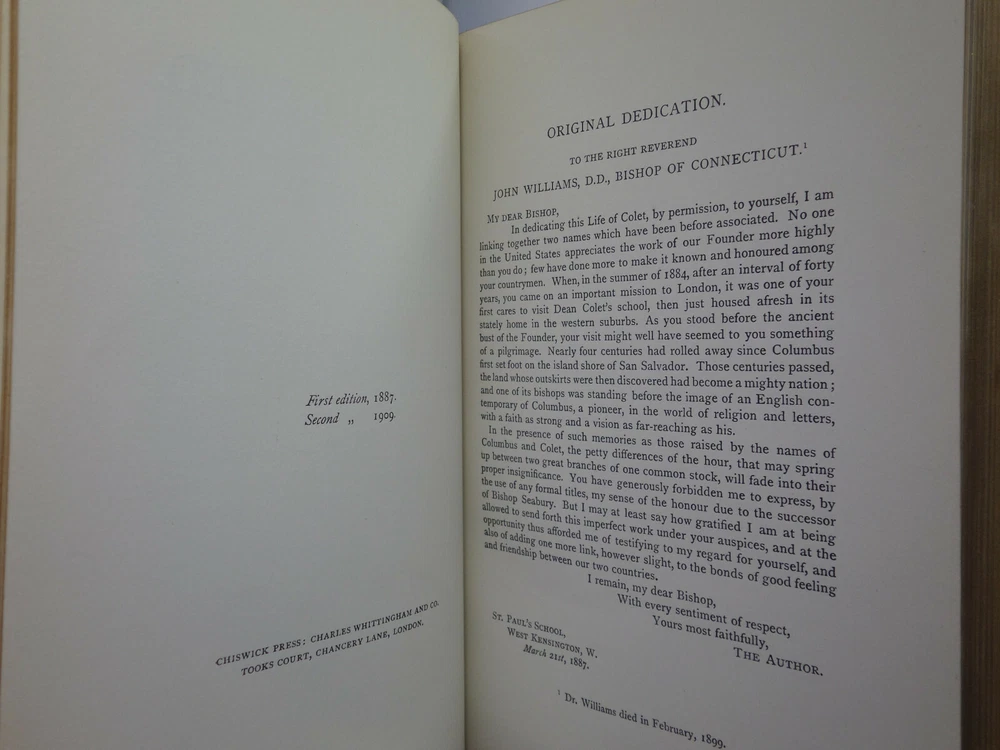 First edition, 1887.
Second „ 1909.
CHISWICK PRESS: CHARLES WHITTINGHAM AND CO.
TOOKS COURT, CHANCERY LANE, LONDON.
ORIGINAL DEDICATION.
TO THE RIGHT REVEREND
JOHN WILLIAMS, D.D., BISHOP OF CONNECTICUT.¹
MY DEAR BISHOP,
In dedicating this Life of Colet, by permission, to yourself, I am
linking together two names which have been before associated. No one
in the United States appreciates the work of our Founder more highly
than you do; few have done more to make it known and honoured among
your countrymen. When, in the summer of 1884, after an interval of forty
years, you came on an important mission to London, it was one of your
first cares to visit Dean Colet's school, then just housed afresh in its
stately home in the western suburbs. As you stood before the ancient
bust of the Founder, your visit might well have seemed to you something
of a pilgrimage. Nearly four centuries had rolled away since Columbus
first set foot on the island shore of San Salvador. Those centuries passed,
the land whose outskirts were then discovered had become a mighty nation;
and one of its bishops was standing before the image of an English con-
temporary of Columbus, a pioneer, in the world of religion and letters,
with a faith as strong and a vision as far-reaching as his.
In the presence of such memories as those raised by the names of
Columbus and Colet, the petty differences of the hour, that may spring
up between two great branches of one common stock, will fade into their
proper insignificance. You have generously forbidden me to express, by
the use of any formal titles, my sense of the honour due to the successor
of Bishop Seabury. But I may at least say how gratified I am at being
allowed to send forth this imperfect work under your auspices, and at the
opportunity thus afforded me of testifying to my regard for yourself, and
also of adding one more link, however slight, to the bonds of good feeling
and friendship between our two countries.
I remain, my dear Bishop,
With every sentiment of respect,
Yours most faithfully,
THE AUTHOR.
ST. PAUL'S SCHOOL,
WEST KENSINGTON, W.
March 21st, 1887.
¹ Dr. Williams died in February, 1899.